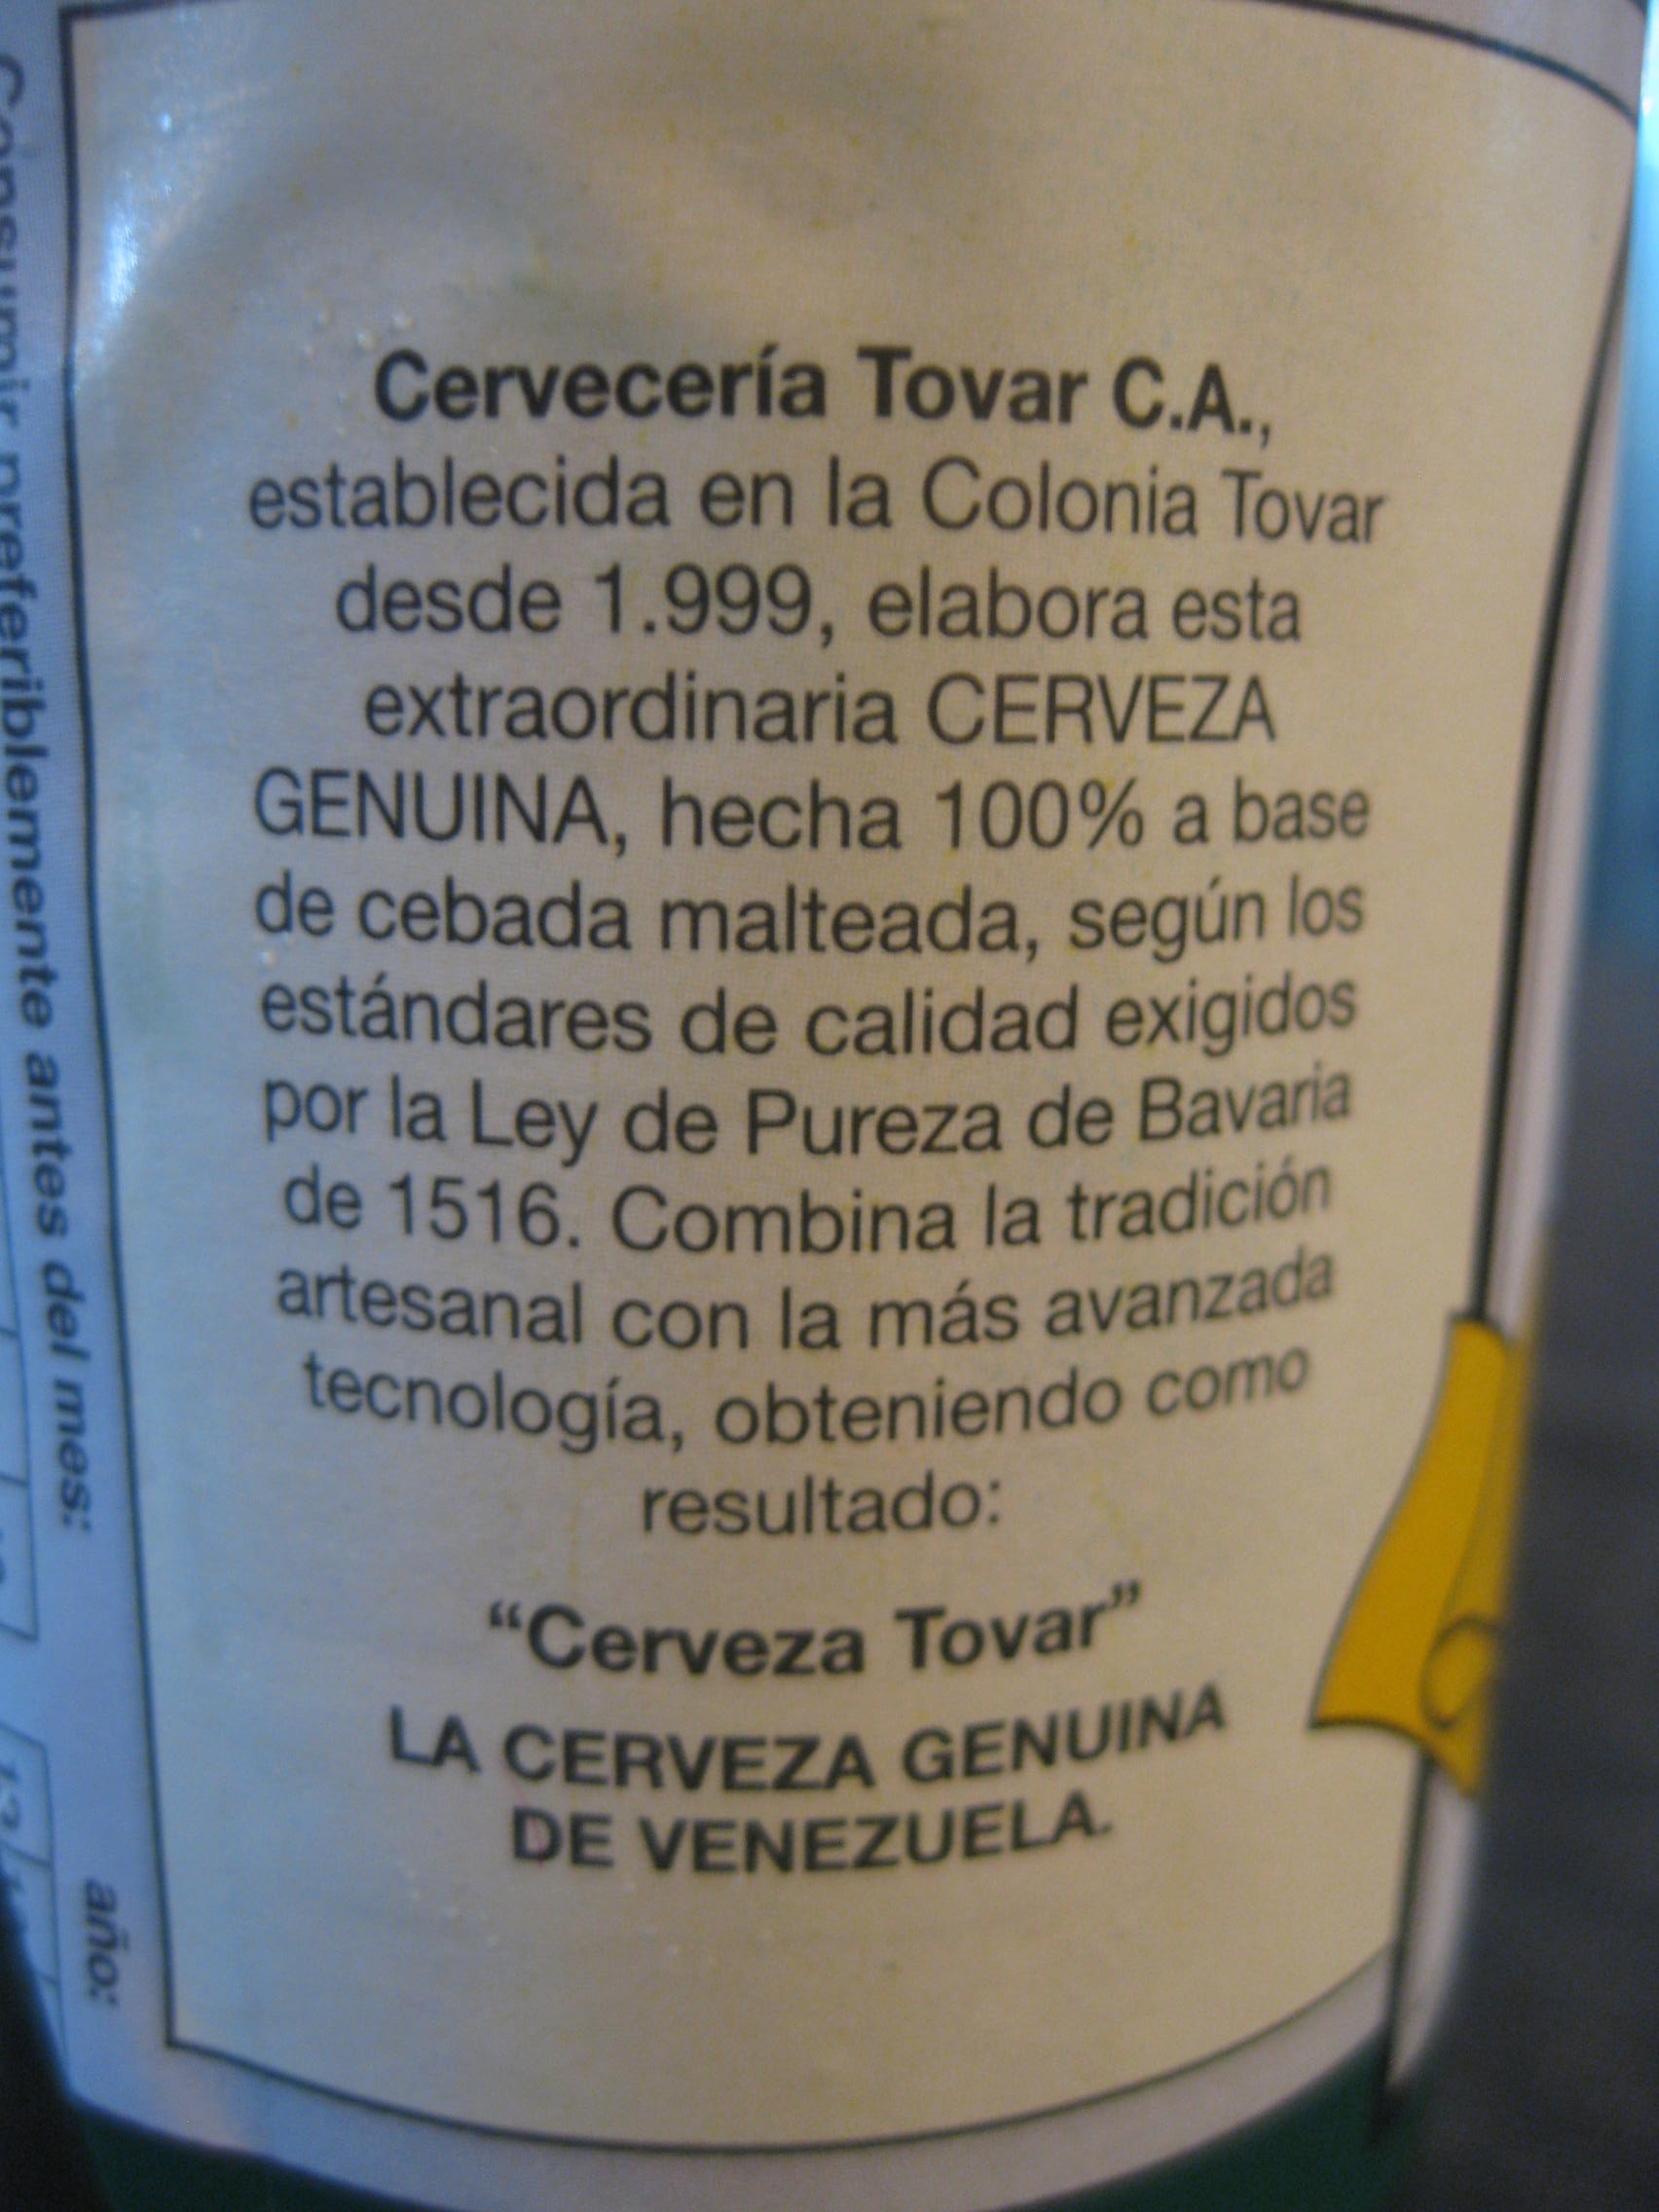 Cervecería Tovar C.A.,
establecida en la Colonia Tovar
desde 1.999, elabora esta
extraordinaria CERVEZA
GENUINA, hecha 100% a base
de cebada malteada, según los
estándares de calidad exigidos
por la Ley de Pureza de Bavaria
de 1516. Combina la tradición
artesanal con la más avanzada
tecnología, obteniendo como
resultado:
“Cerveza Tovar”
LA CERVEZA GENUINA
DE VENEZUELA.
Consumir preferiblemente antes del mes:
año: